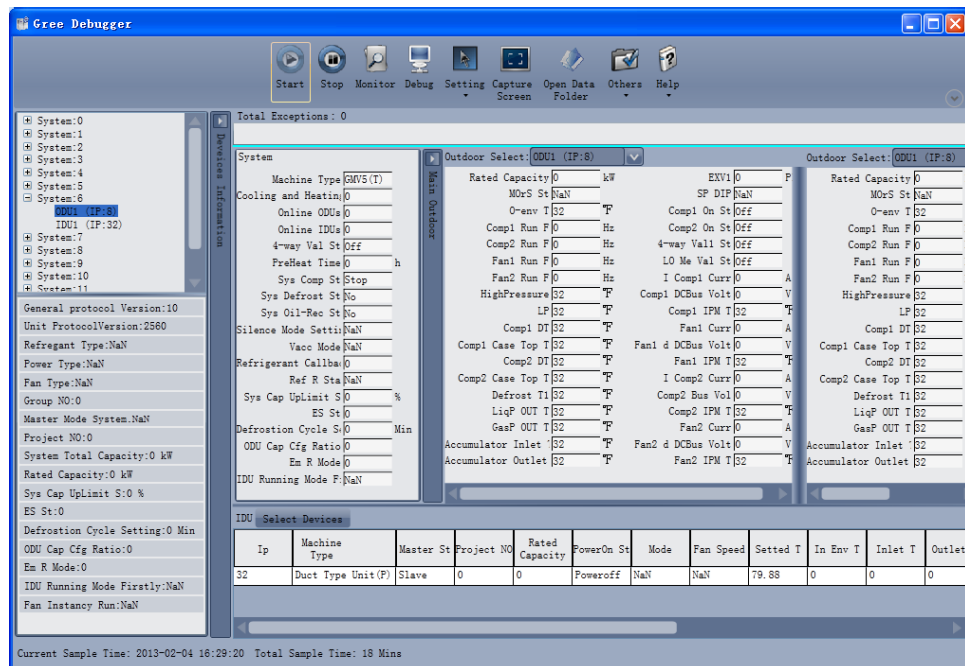 Gree Debugger
Start Stop Monitor Debug Setting Capture Screen Open Data Folder Others Help
Total Exceptions: 0
System:0
System:1
System:2
System:3
System:4
System:5
System:6
ODU1 (IP:8)
IDU1 (IP:32)
System:7
System:8
System:9
System:10
System:11
Deveices Information
General protocol Version:10
Unit ProtocolVersion:2560
Refregant Type:NaN
Power Type:NaN
Fan Type:NaN
Group NO:0
Master Mode System.NaN
Project NO:0
System Total Capacity:0 kW
Rated Capacity:0 kW
Sys Cap UpLimit S:0 %
ES St:0
Defrostion Cycle Setting:0 Min
ODU Cap Cfg Ratio:0
Em R Mode:0
IDU Running Mode Firstly:NaN
Fan Instancy Run:NaN
System
Machine Type GMV5(T)
Cooling and Heating 0
Online ODUs 0
Online IDUs 0
4-way Val St Off
PreHeat Time 0 h
Sys Comp St Stop
Sys Defrost St No
Sys Oil-Rec St No
Silence Mode Settin NaN
Vacc Mode NaN
Refrigerant Callba 0
Ref R Sta NaN
Sys Cap UpLimit S 0 %
ES St 0
Defrostion Cycle S 0 Min
ODU Cap Cfg Ratio 0
Em R Mode 0
IDU Running Mode F: NaN
Main Outdoor
Outdoor Select: ODU1 (IP:8)
Rated Capacity 0 kW
MOrS St NaN
O-env T 32 °F
Comp1 Run F 0 Hz
Comp2 Run F 0 Hz
Fan1 Run F 0 Hz
Fan2 Run F 0 Hz
HighPressure 32 °F
LP 32 °F
Comp1 DT 32 °F
Comp1 Case Top T 32 °F
Comp2 DT 32 °F
Comp2 Case Top T 32 °F
Defrost T1 32 °F
LiqP OUT T 32 °F
GasP OUT T 32 °F
Accumulator Inlet 32 °F
Accumulator Outlet 32 °F
EXV1 0 P
SP DIP NaN
Comp1 On St Off
Comp2 On St Off
4-way Val1 St Off
LO Me Val St Off
I Comp1 Curr 0 A
Comp1 DCBus Volt 0 V
Comp1 IPM T 32 °F
Fan1 Curr 0 A
Fan1 d DCBus Volt 0 V
Fan1 IPM T 32 °F
I Comp2 Curr 0 A
Comp2 Bus Vol 0 V
Comp2 IPM T 32 °F
Fan2 Curr 0 A
Fan2 d DCBus Volt 0 V
Fan2 IPM T 32 °F
Outdoor Select: ODU1 (IP:8)
Rated Capacity 0
MOrS St NaN
O-env T 32
Comp1 Run F 0
Comp2 Run F 0
Fan1 Run F 0
Fan2 Run F 0
HighPressure 32
LP 32
Comp1 DT 32
Comp1 Case Top T 32
Comp2 DT 32
Comp2 Case Top T 32
Defrost T1 32
LiqP OUT T 32
GasP OUT T 32
Accumulator Inlet 32
Accumulator Outlet 32
IDU Select Devices
Ip Machine Type Master St Project NO Rated Capacity PowerOn St Mode Fan Speed Setted T In Env T Inlet T Outlet
32 Duct Type Unit(P) Slave 0 0 Poweroff NaN NaN 79.88 0 0 0
Current Sample Time: 2013-02-04 16:29:20 Total Sample Time: 18 Mins